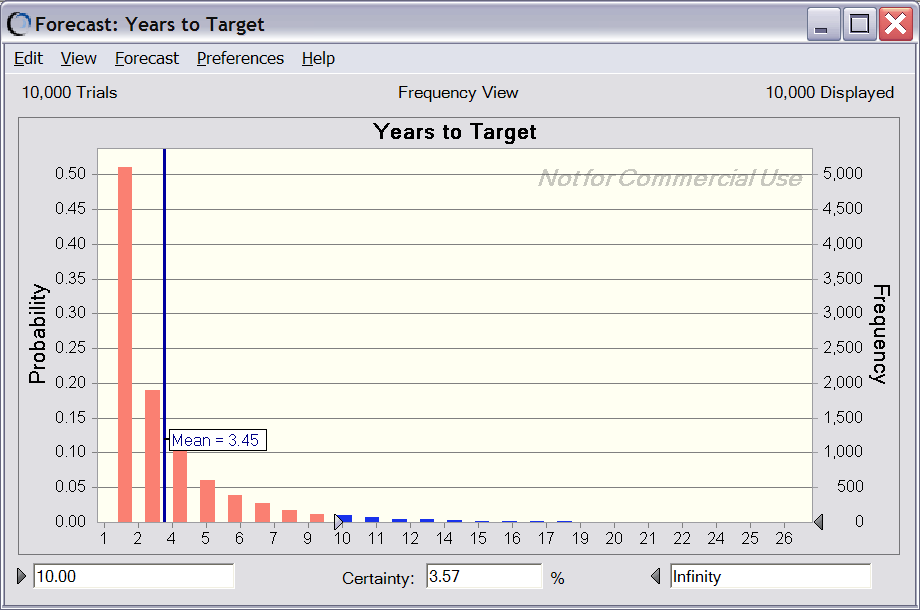 Forecast: Years to Target
Edit View Forecast Preferences Help
10,000 Trials Frequency View 10,000 Displayed
Years to Target
Not for Commercial Use
0.50 5,000
0.45 4,500
0.40 4,000
0.35 3,500
0.30 3,000
0.25 2,500
0.20 2,000
0.15 1,500
0.10 1,000
0.05 500
0.00 0
Probability
Frequency
Mean = 3.45
1 2 4 5 6 7 9 10 11 12 14 15 16 17 19 20 21 22 24 25 26
10.00 Certainty: 3.57 % Infinity